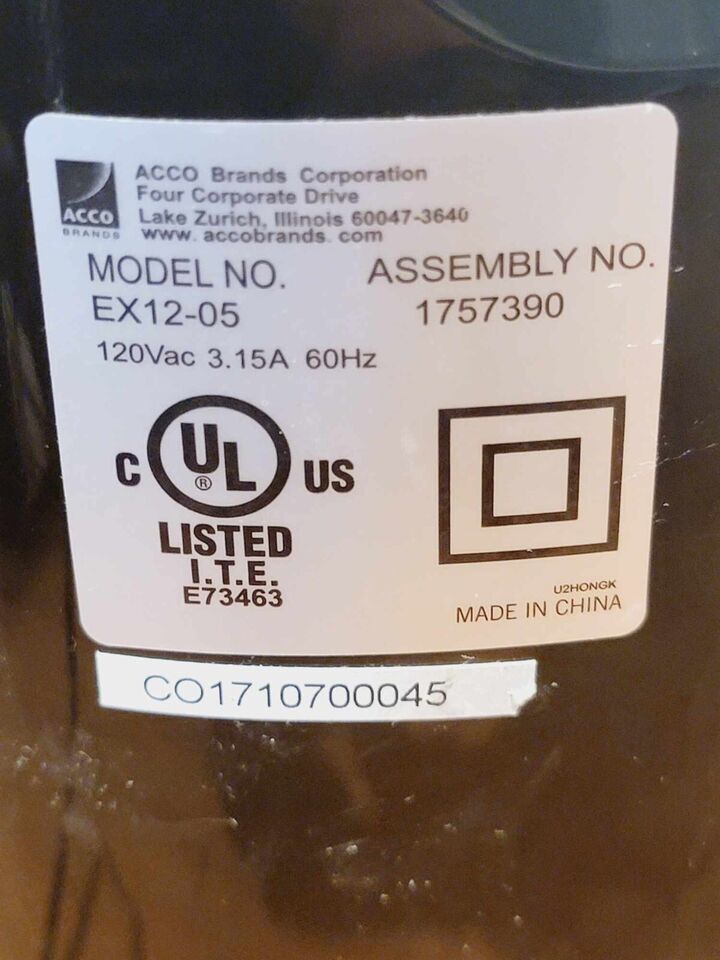 ACCO
BRANDS
ACCO Brands Corporation
Four Corporate Drive
Lake Zurich, Illinois 60047-3640
www.accobrands.com
MODEL NO.
EX12-05
ASSEMBLY NO.
1757390
120Vac 3.15A 60Hz
C UL ® US
LISTED
I.T.E.
E73463
U2HONGK
MADE IN CHINA
CO1710700045